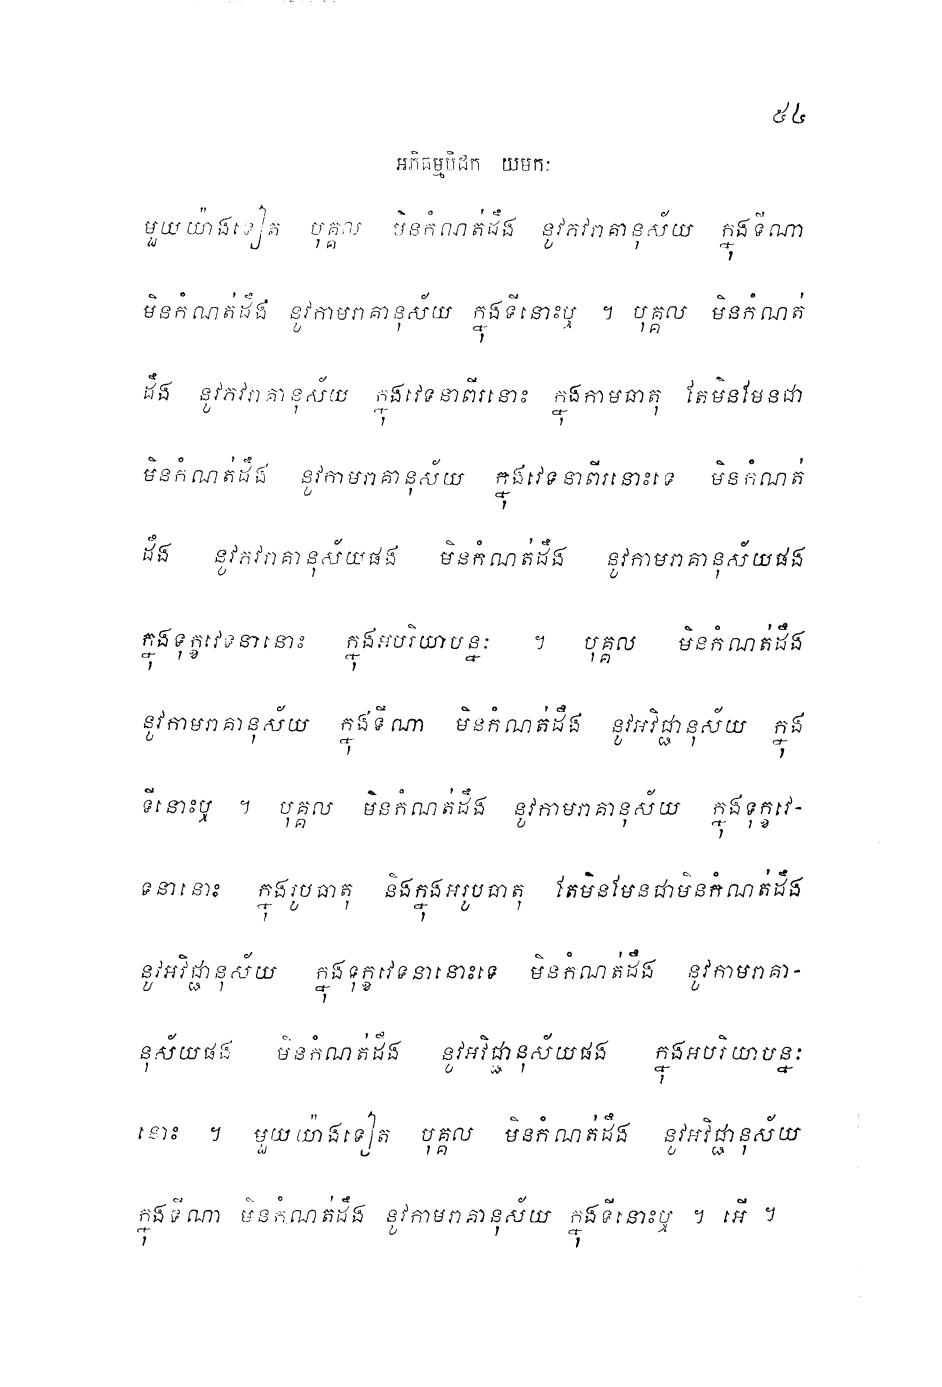 ៥៤
អភិធម្មបិដក យមកៈ
មួយយ៉ាងទៀត បុគ្គល មិនកំណត់ដឹង នូវភវរាគានុស័យ ក្នុងទីណា
មិនកំណត់ដឹង នូវកាមរាគានុស័យ ក្នុងទីនោះឬ ។ បុគ្គល មិនកំណត់
ដឹង នូវភវរាគានុស័យ ក្នុងវេទនាពីរនោះ ក្នុងកាមធាតុ តែមិនមែនជា
មិនកំណត់ដឹង នូវកាមរាគានុស័យ ក្នុងវេទនាពីរនោះទេ មិនកំណត់
ដឹង នូវភវរាគានុស័យផង មិនកំណត់ដឹង នូវកាមរាគានុស័យផង
ក្នុងទុក្ខវេទនានោះ ក្នុងអបរិយាបន្នៈ ។ បុគ្គល មិនកំណត់ដឹង
នូវកាមរាគានុស័យ ក្នុងទីណា មិនកំណត់ដឹង នូវអវិជ្ជានុស័យ ក្នុង
ទីនោះឬ ។ បុគ្គល មិនកំណត់ដឹង នូវកាមរាគានុស័យ ក្នុងទុក្ខវេ-
ទនានោះ ក្នុងរូបធាតុ និងក្នុងអរូបធាតុ តែមិនមែនជាមិនកំណត់ដឹង
នូវអវិជ្ជានុស័យ ក្នុងទុក្ខវេទនានោះទេ មិនកំណត់ដឹង នូវកាមរាគា-
នុស័យផង មិនកំណត់ដឹង នូវអវិជ្ជានុស័យផង ក្នុងអបរិយាបន្នៈ
នោះ ។ មួយយ៉ាងទៀត បុគ្គល មិនកំណត់ដឹង នូវអវិជ្ជានុស័យ
ក្នុងទីណា មិនកំណត់ដឹង នូវកាមរាគានុស័យ ក្នុងទីនោះឬ ។ អើ ។